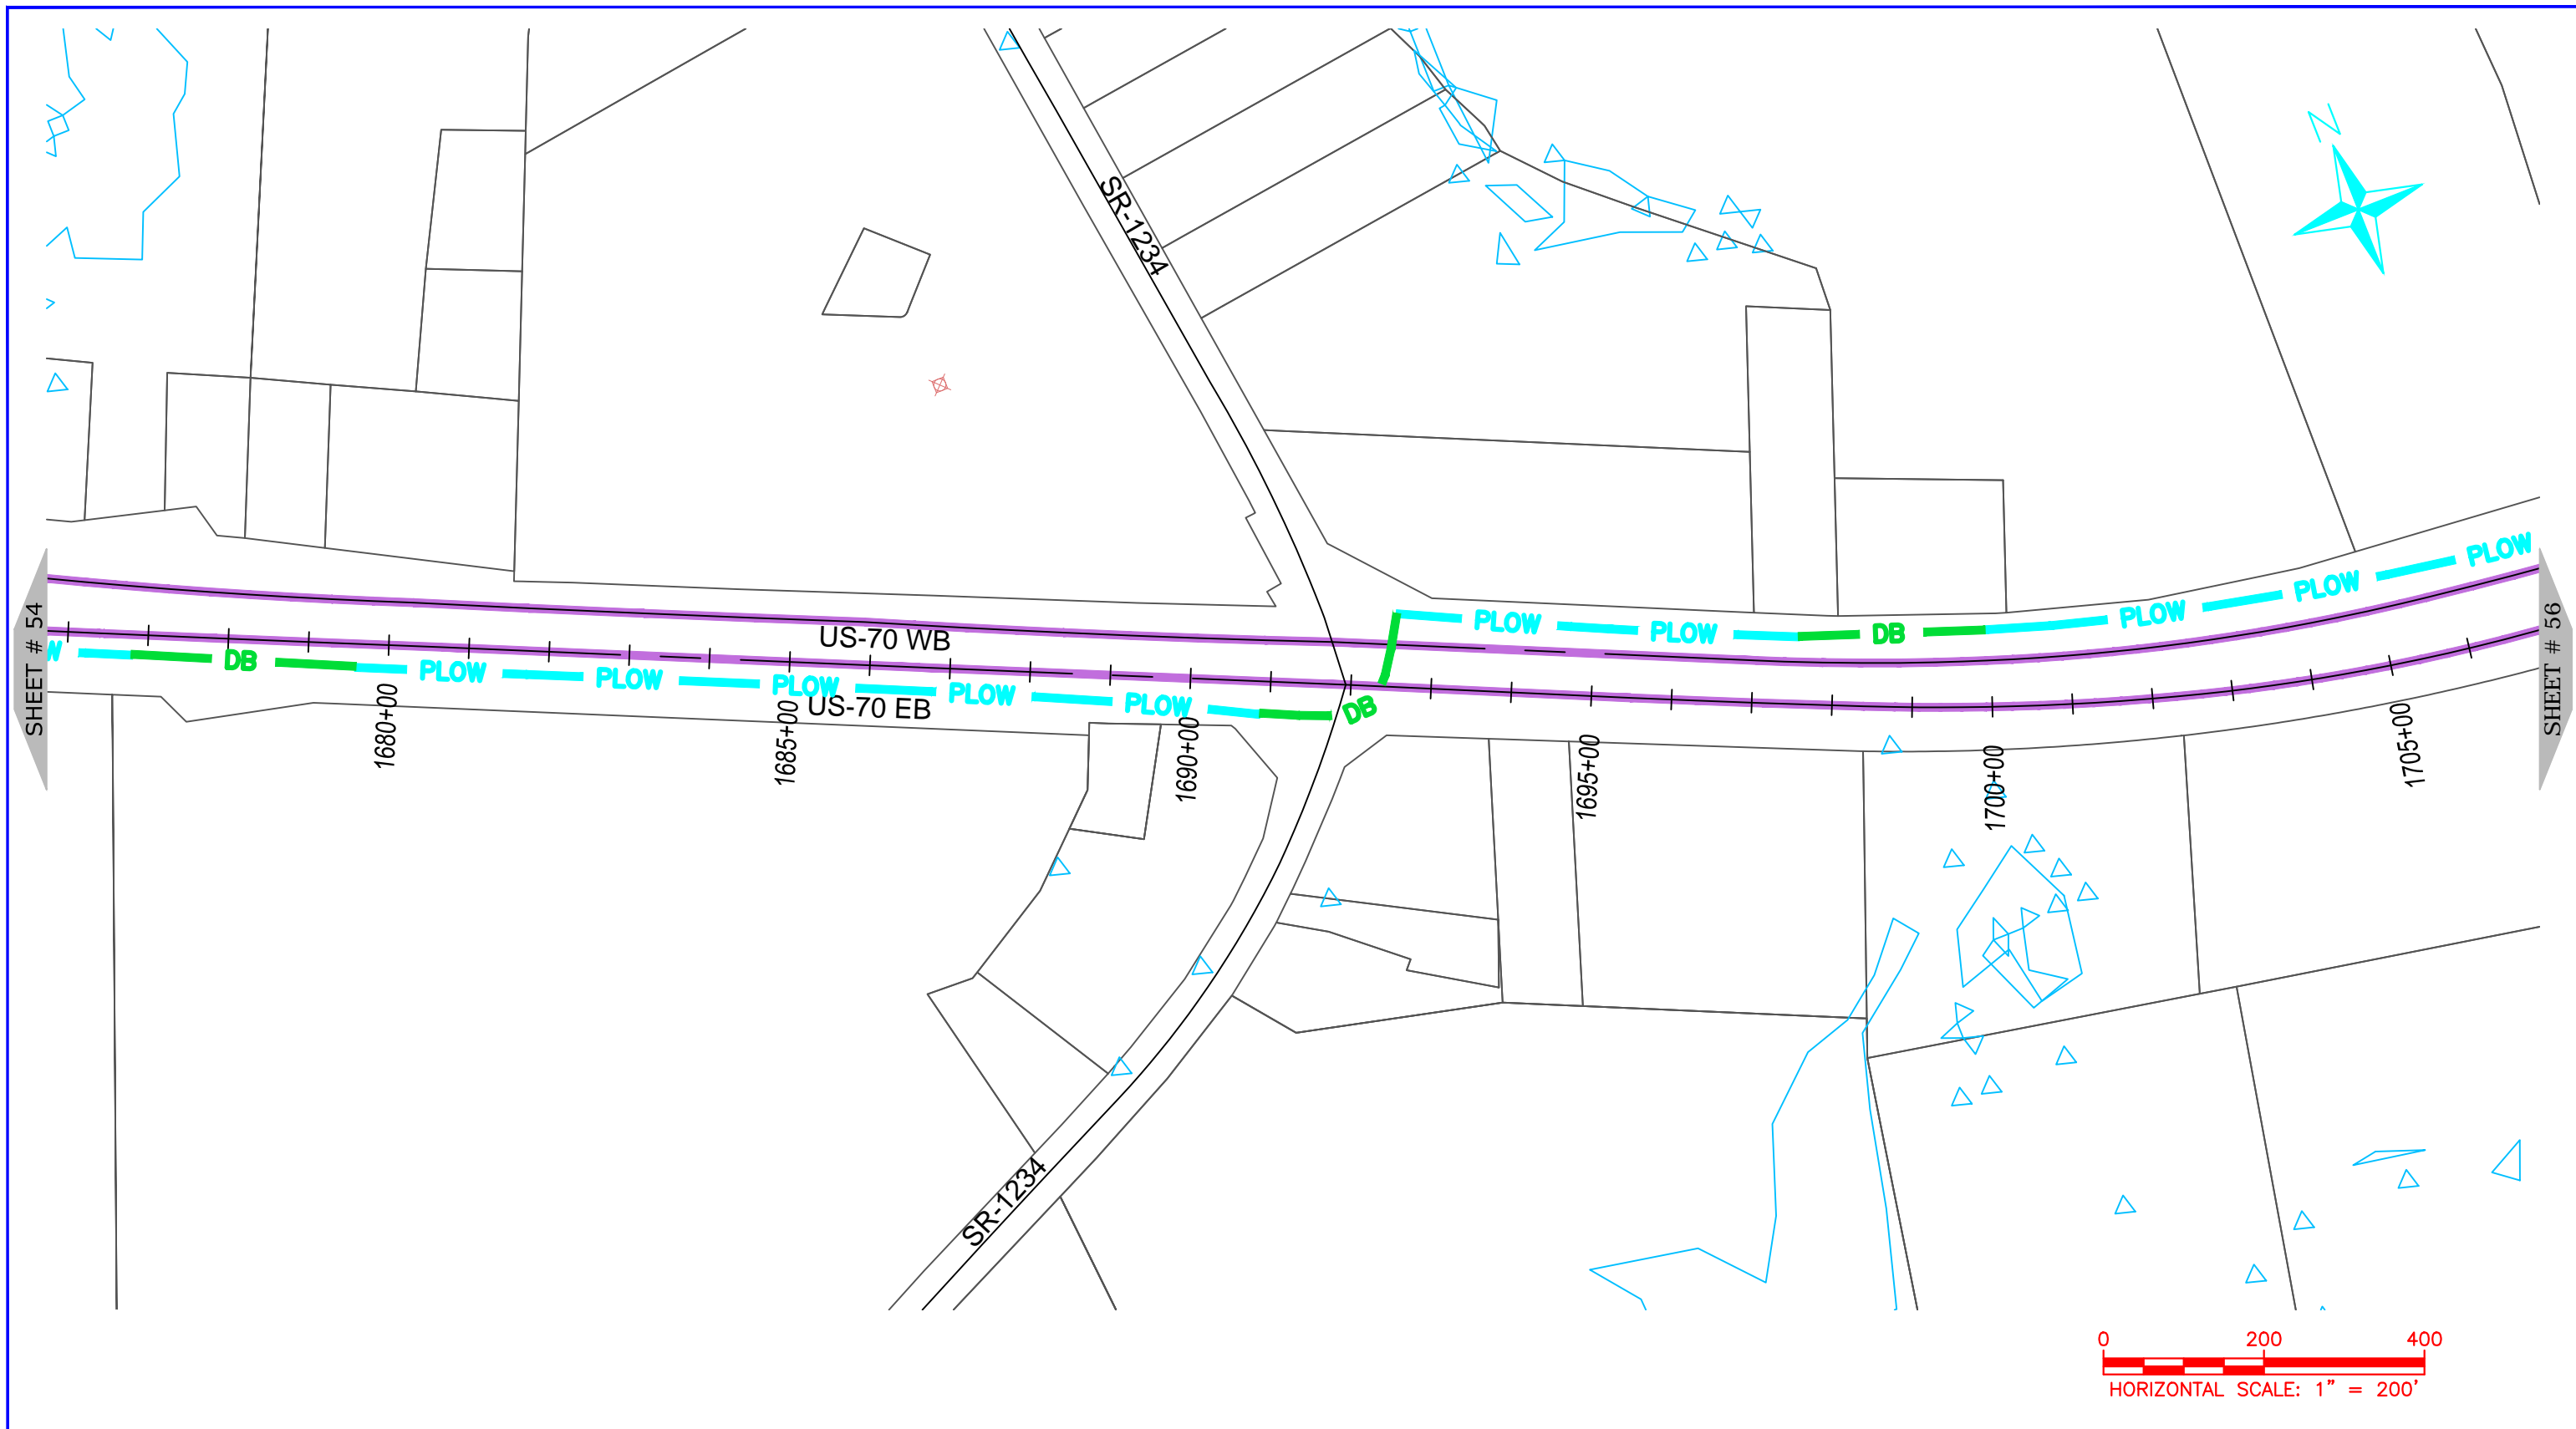 N
SR-1234
SHEET # 54
SHEET # 56
US-70 WB
US-70 EB
PLOW
PLOW
DB
PLOW
PLOW
PLOW
W
DB
PLOW
PLOW
PLOW
PLOW
PLOW
DB
1680+00
1685+00
1690+00
1695+00
1700+00
1705+00
SR-1234
0 200 400
HORIZONTAL SCALE: 1" = 200'